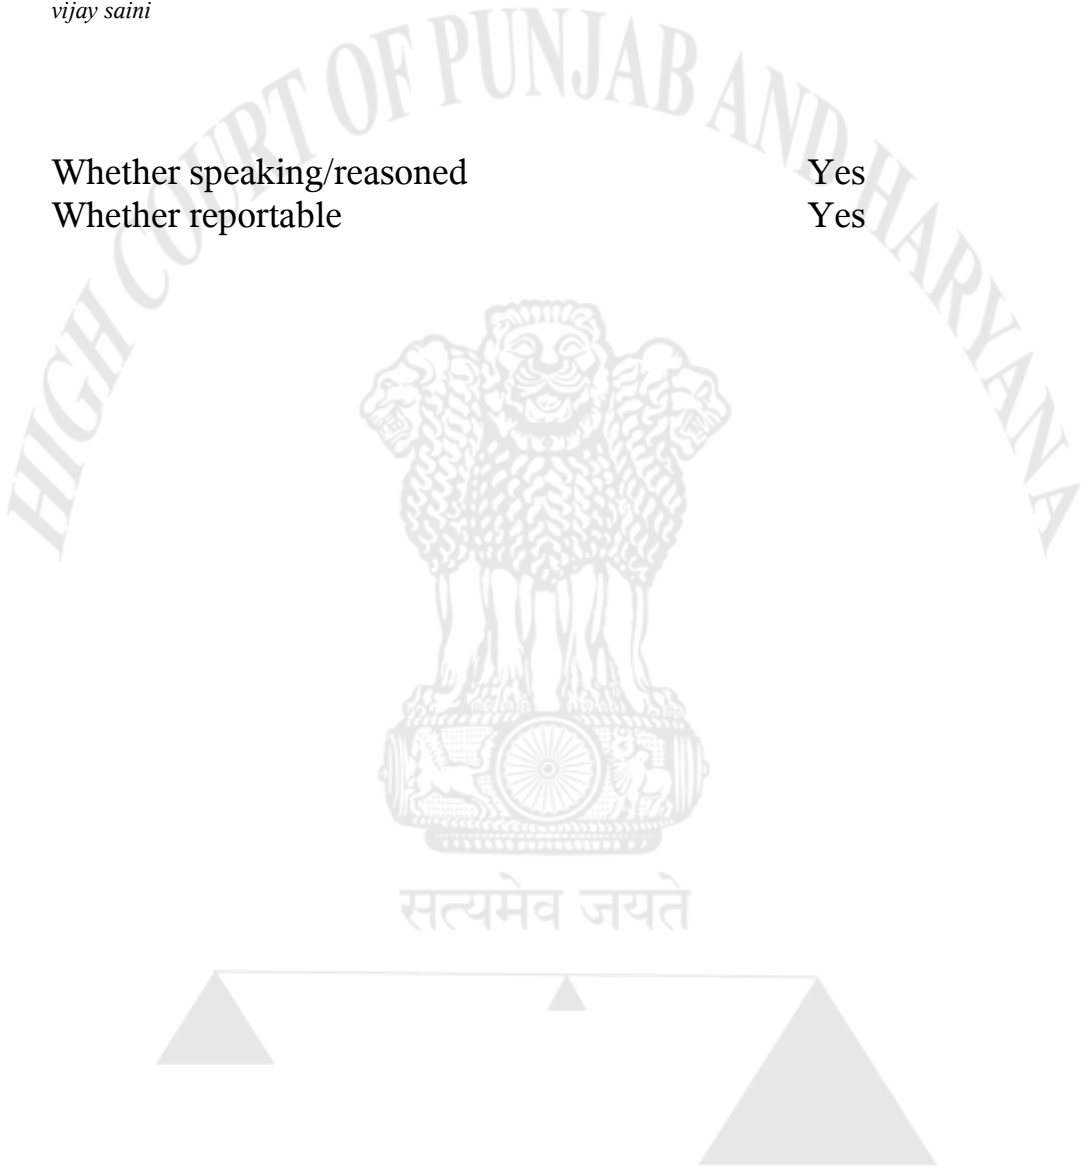 vijay saini
HIGH COURT OF PUNJAB AND HARYANA
Whether speaking/reasoned Yes
Whether reportable Yes
सत्यमेव जयते